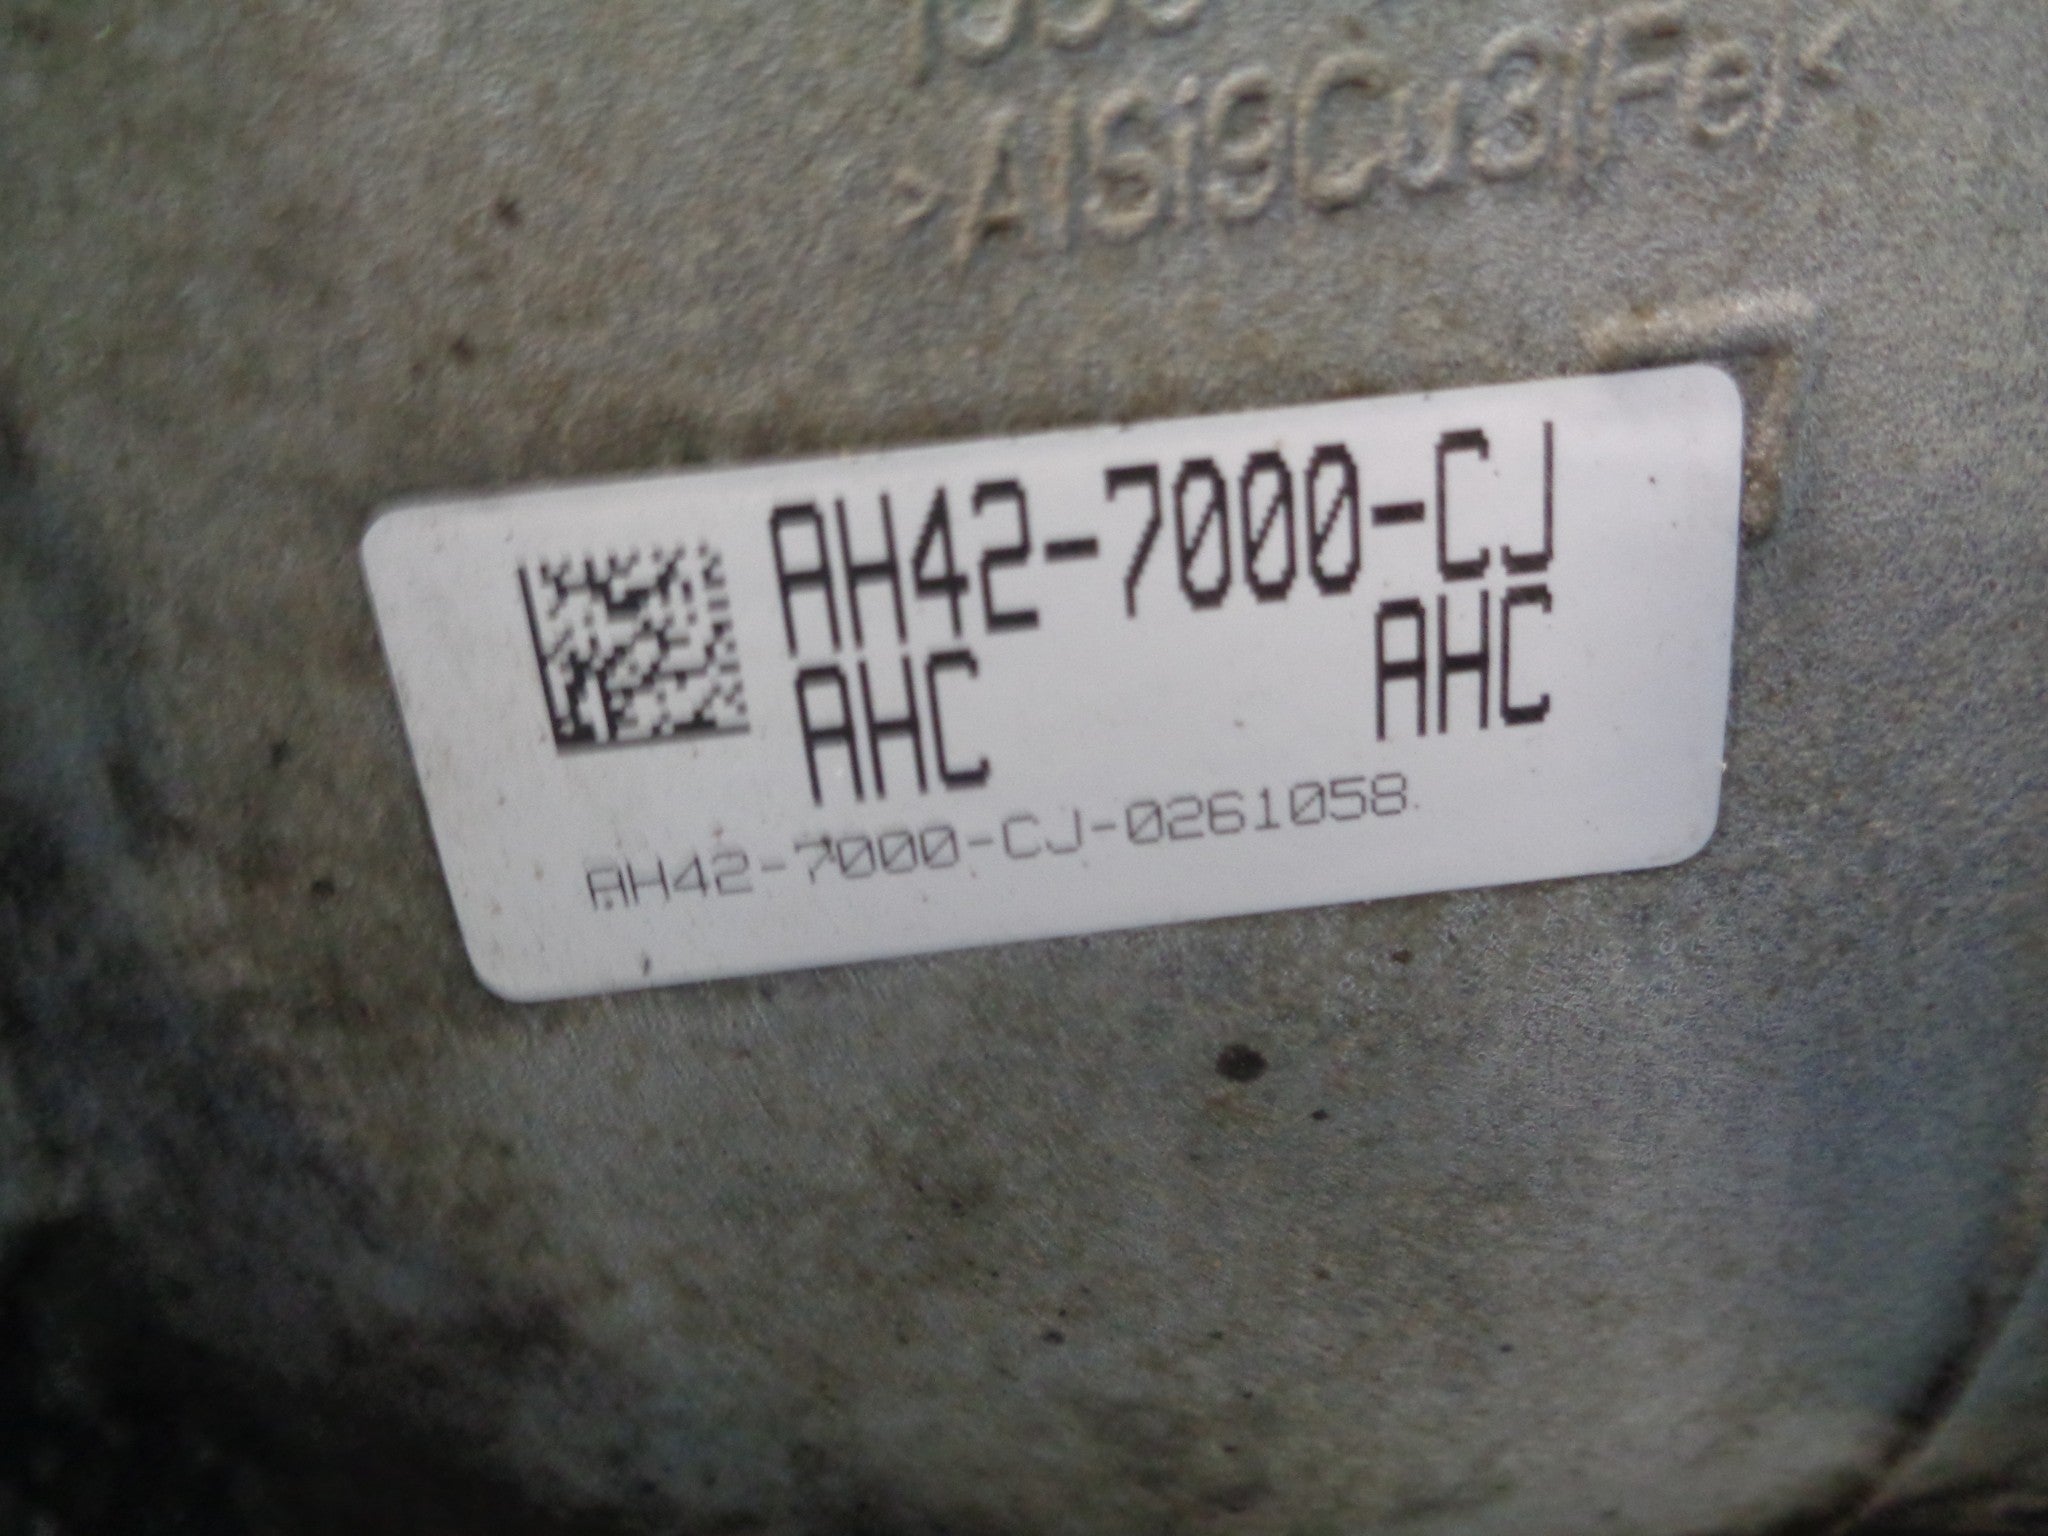 >AlSi9Cu3(Fe)<
AH42-7000-CJ
AHC AHC
AH42-7000-CJ-0261058